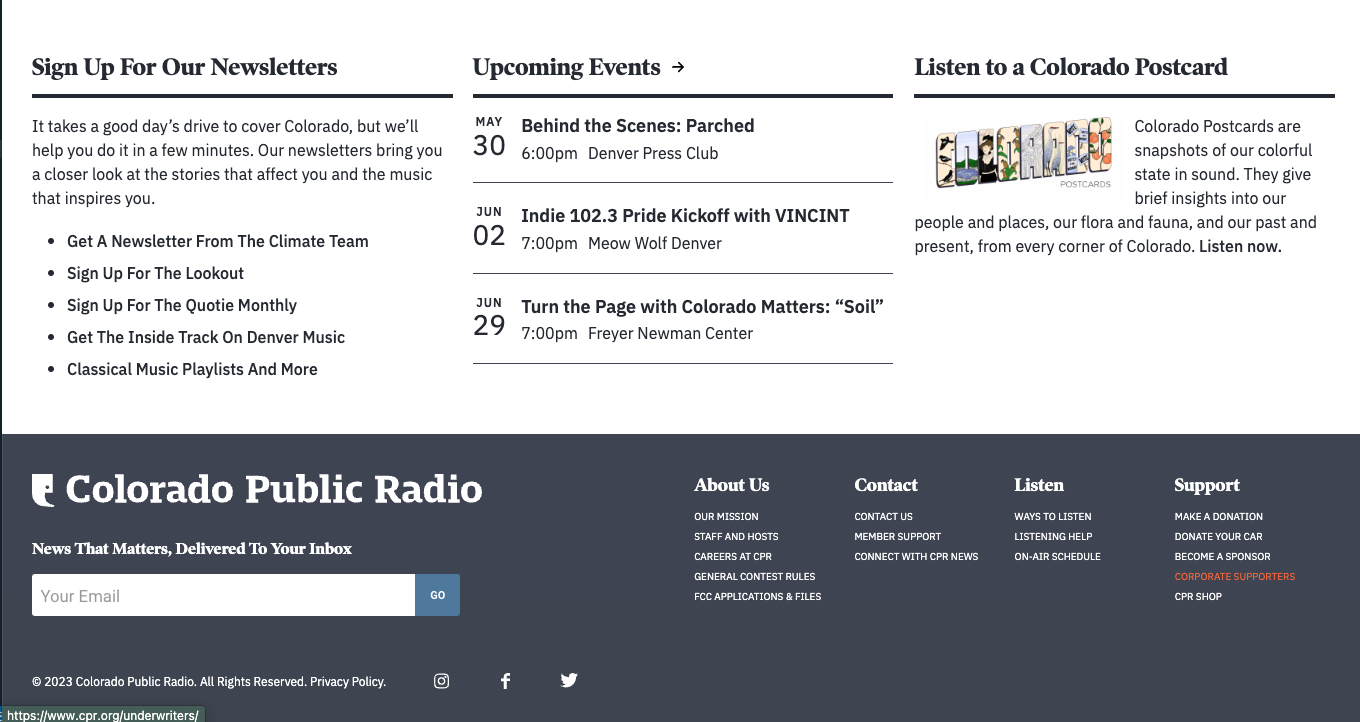 Sign Up For Our Newsletters
It takes a good day’s drive to cover Colorado, but we’ll
help you do it in a few minutes. Our newsletters bring you
a closer look at the stories that affect you and the music
that inspires you.
• Get A Newsletter From The Climate Team
• Sign Up For The Lookout
• Sign Up For The Quotie Monthly
• Get The Inside Track On Denver Music
• Classical Music Playlists And More
Upcoming Events →
MAY
30
Behind the Scenes: Parched
6:00pm Denver Press Club
JUN
02
Indie 102.3 Pride Kickoff with VINCINT
7:00pm Meow Wolf Denver
JUN
29
Turn the Page with Colorado Matters: “Soil”
7:00pm Freyer Newman Center
Listen to a Colorado Postcard
COLORADO
POSTCARDS
Colorado Postcards are
snapshots of our colorful
state in sound. They give
brief insights into our
people and places, our flora and fauna, and our past and
present, from every corner of Colorado. Listen now.
Colorado Public Radio
News That Matters, Delivered To Your Inbox
Your Email
GO
About Us
OUR MISSION
STAFF AND HOSTS
CAREERS AT CPR
GENERAL CONTEST RULES
FCC APPLICATIONS & FILES
Contact
CONTACT US
MEMBER SUPPORT
CONNECT WITH CPR NEWS
Listen
WAYS TO LISTEN
LISTENING HELP
ON-AIR SCHEDULE
Support
MAKE A DONATION
DONATE YOUR CAR
BECOME A SPONSOR
CORPORATE SUPPORTERS
CPR SHOP
© 2023 Colorado Public Radio. All Rights Reserved. Privacy Policy.
https://www.cpr.org/underwriters/